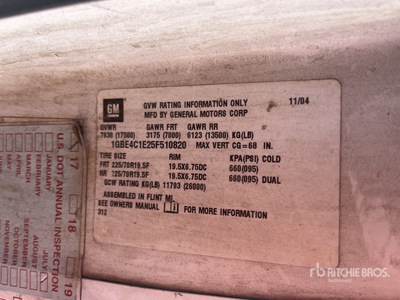 GM
GVW RATING INFORMATION ONLY 11/04
MFD BY GENERAL MOTORS CORP
GVWR GAWR FRT GAWR RR
7938 (17500) 3175 (7000) 6123 (13500) KG(LB)
1GBE4C1E25F510820 MAX VERT CG=68 IN.
TIRE SIZE RIM KPA(PSI) COLD
FRT 225/70R19.5F 19.5X6.75DC 660(095)
RR 225/70R19.5F 19.5X6.75DC 660(095) DUAL
GCW RATING KG(LB) 11793 (26000)
ASSEMBLED IN FLINT MI.
SEE OWNERS MANUAL FOR MORE INFORMATION
312
U.S. DOT ANNUAL INSPECTION
17
18
19
MARCH
APRIL
MAY
JULY
AUGUST
SEPTEMBER
OCTOBER
NOVEMBER
rb RITCHIE BROS.